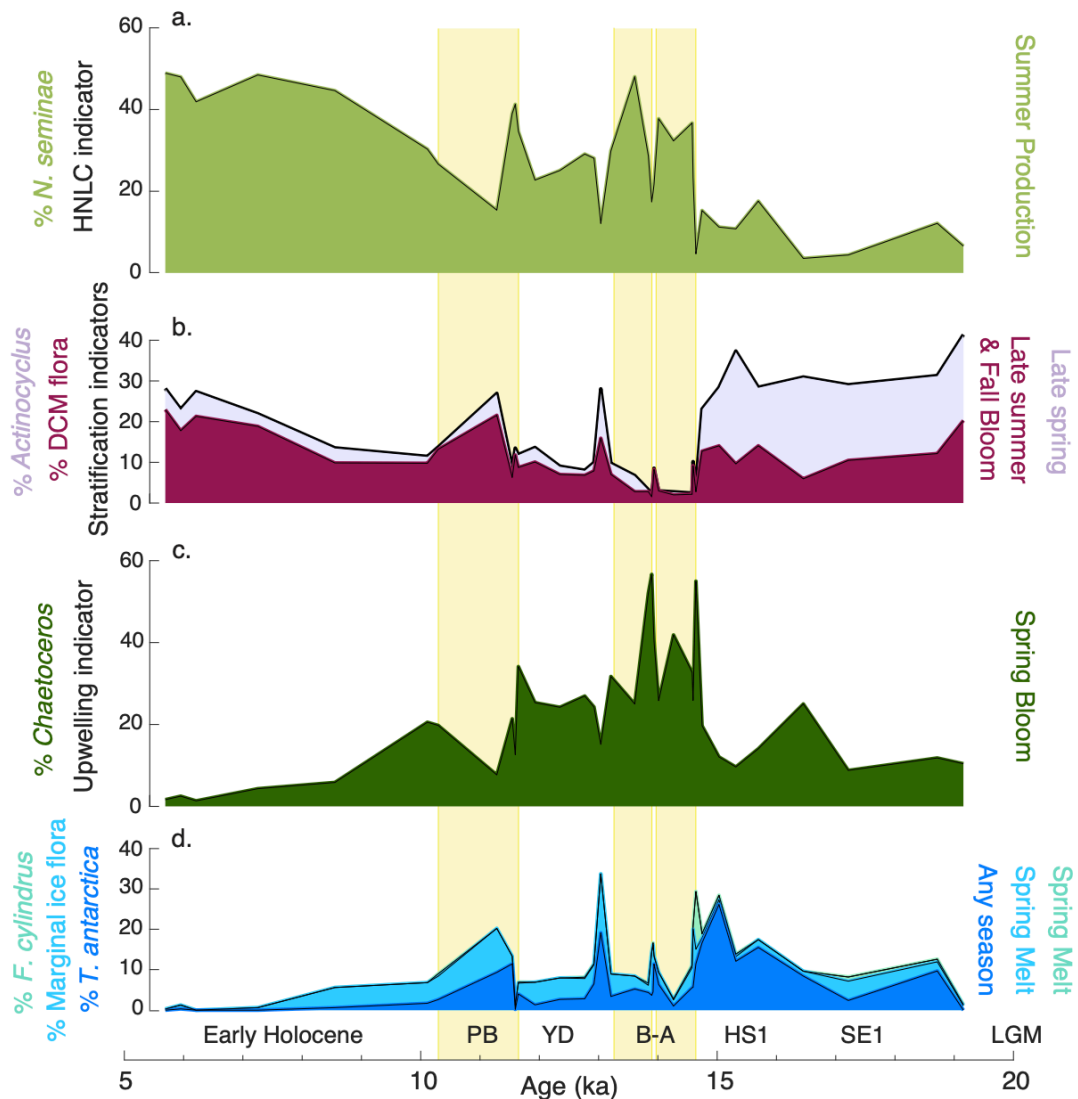 a.
60
40
20
0
% N. seminae
HNLC indicator
Summer Production
b.
40
30
20
10
0
% Actinocyclus
% DCM flora
Stratification indicators
Late spring
Late summer
& Fall Bloom
c.
60
40
20
0
% Chaetoceros
Upwelling indicator
Spring Bloom
d.
40
30
20
10
0
% F. cylindrus
% Marginal ice flora
% T. antarctica
Spring Melt
Spring Melt
Any season
Early Holocene PB YD B-A HS1 SE1 LGM
5 10 15 20
Age (ka)